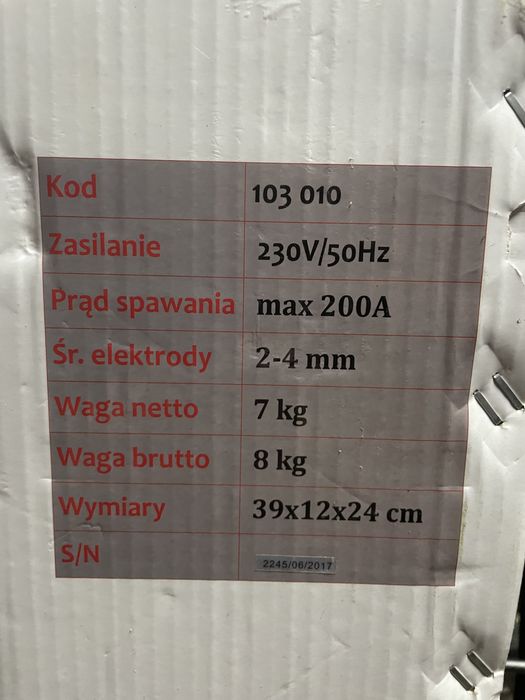 Kod 103 010
Zasilanie 230V/50Hz
Prąd spawania max 200A
Śr. elektrody 2-4 mm
Waga netto 7 kg
Waga brutto 8 kg
Wymiary 39x12x24 cm
S/N 2245/06/2017